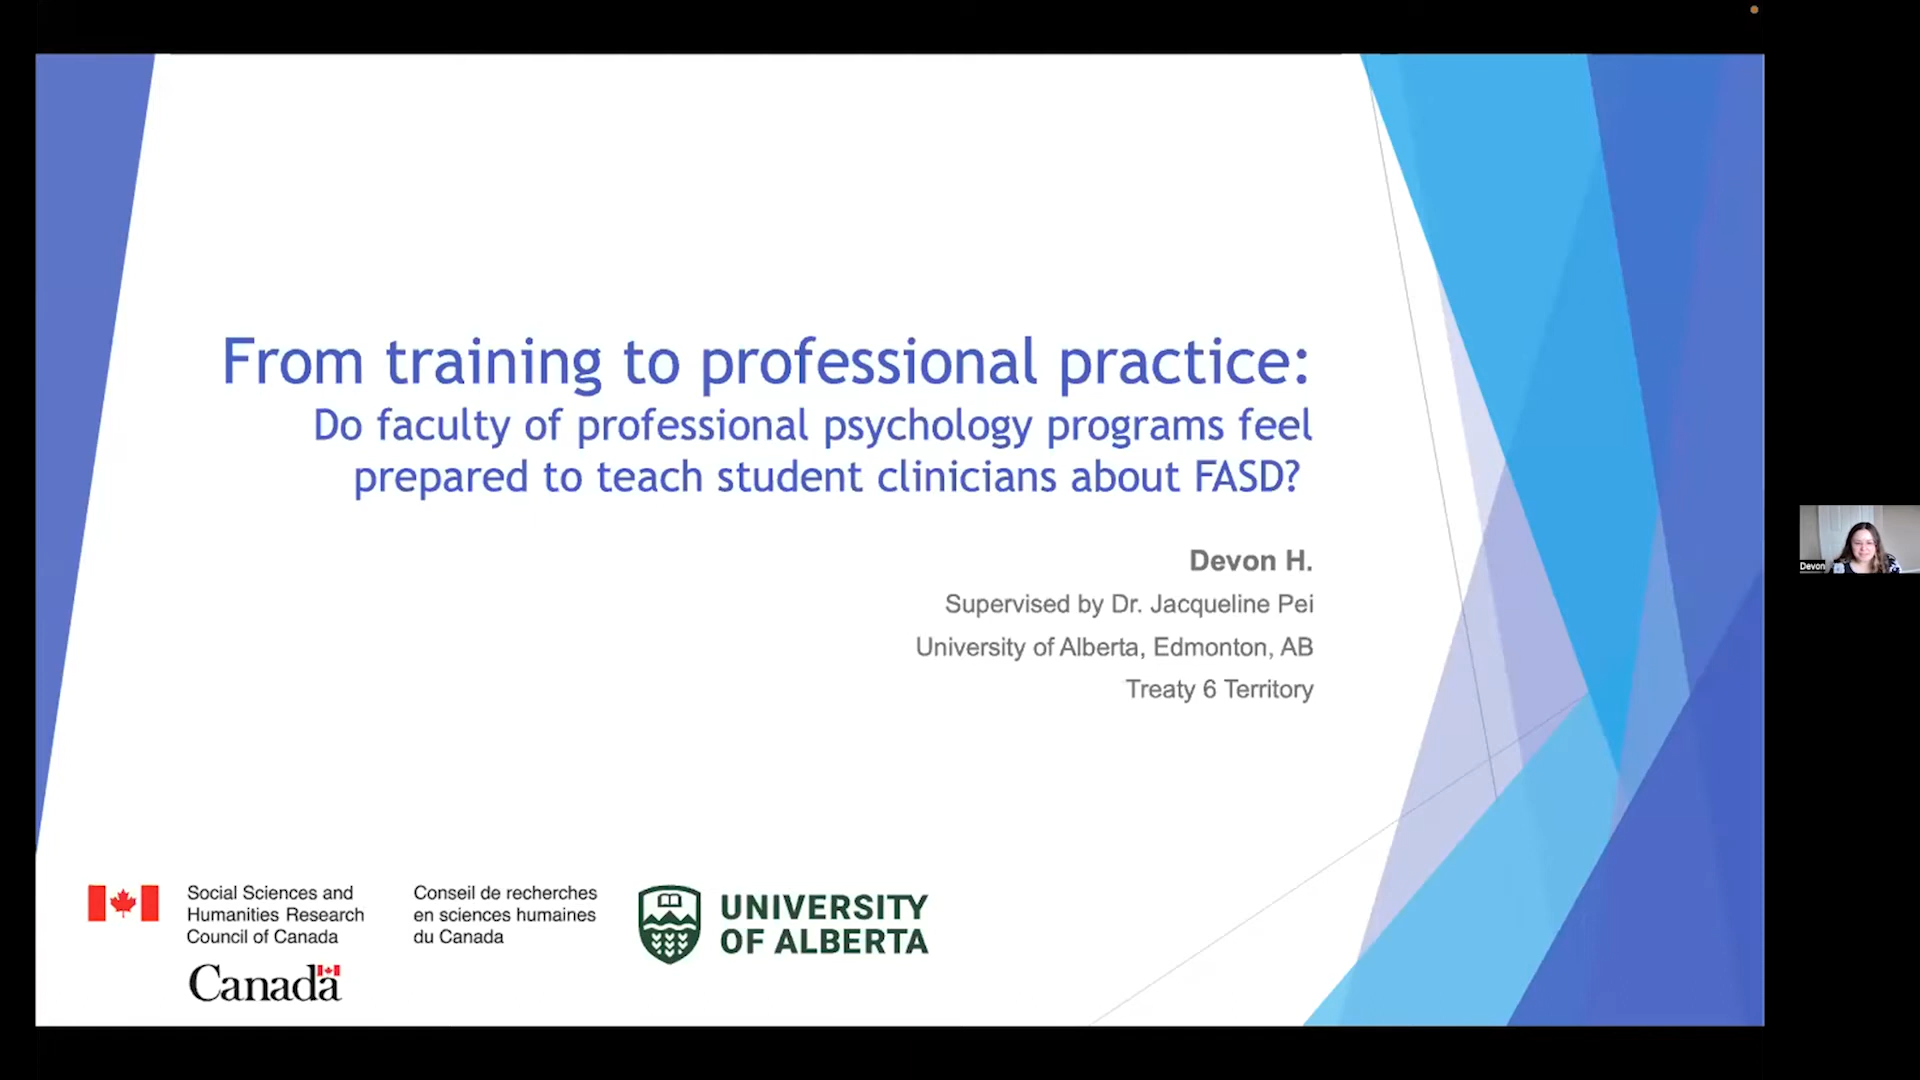 From training to professional practice:
Do faculty of professional psychology programs feel
prepared to teach student clinicians about FASD?
Devon H.
Supervised by Dr. Jacqueline Pei
University of Alberta, Edmonton, AB
Treaty 6 Territory
Devon
Social Sciences and
Humanities Research
Council of Canada
Conseil de recherches
en sciences humaines
du Canada
Canada
UNIVERSITY
OF ALBERTA